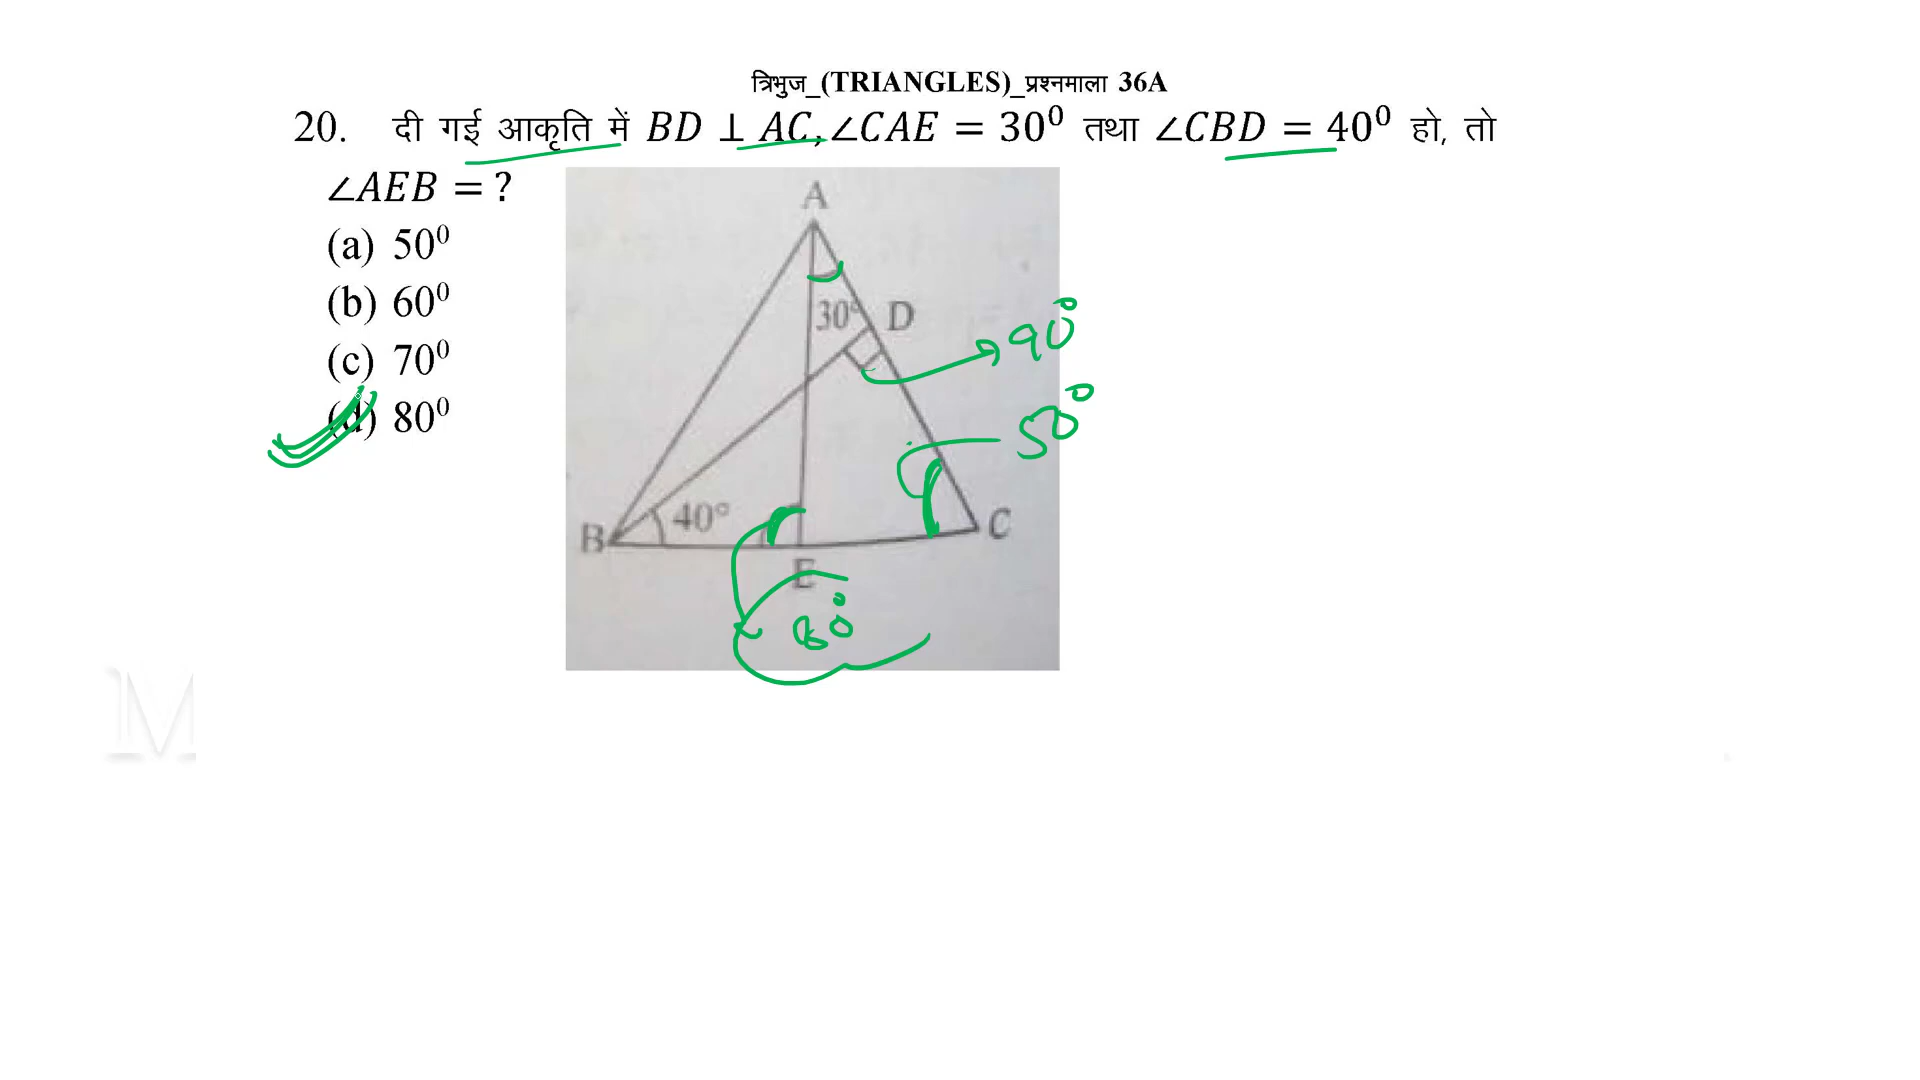 त्रिभुज_(TRIANGLES)_प्रश्नमाला 36A
20. दी गई आकृति में BD ⊥ AC, ∠CAE = 30⁰ तथा ∠CBD = 40⁰ हो, तो
∠AEB = ?
(a) 50⁰
(b) 60⁰
(c) 70⁰
(d) 80⁰
A
30° D
90°
50°
B 40° C
E
80°
M